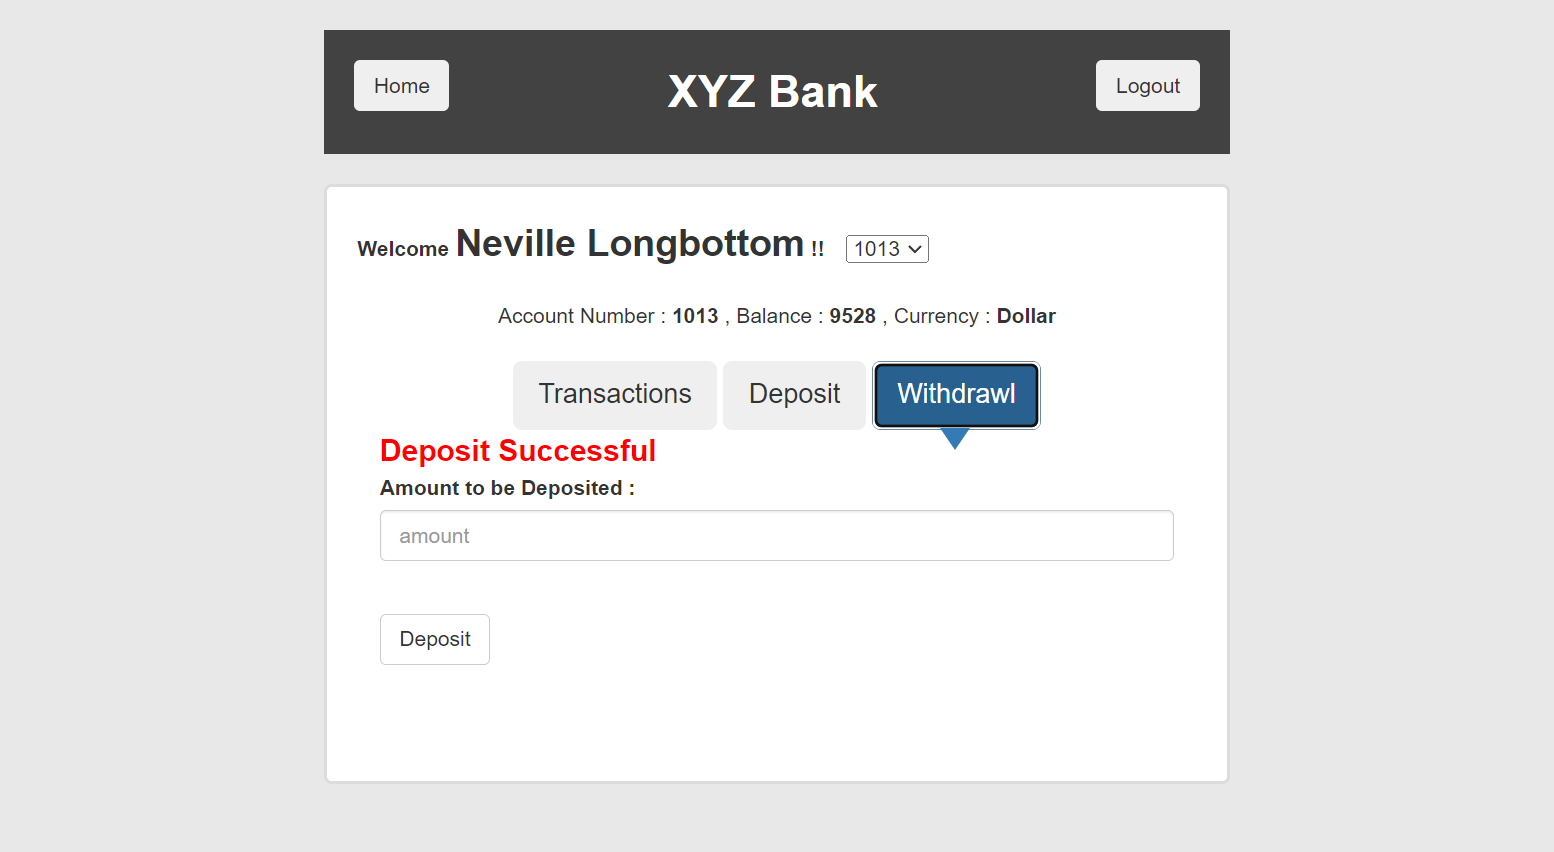 Home XYZ Bank Logout
Welcome Neville Longbottom !! 1013
Account Number : 1013 , Balance : 9528 , Currency : Dollar
Transactions Deposit Withdrawl
Deposit Successful
Amount to be Deposited :
amount
Deposit